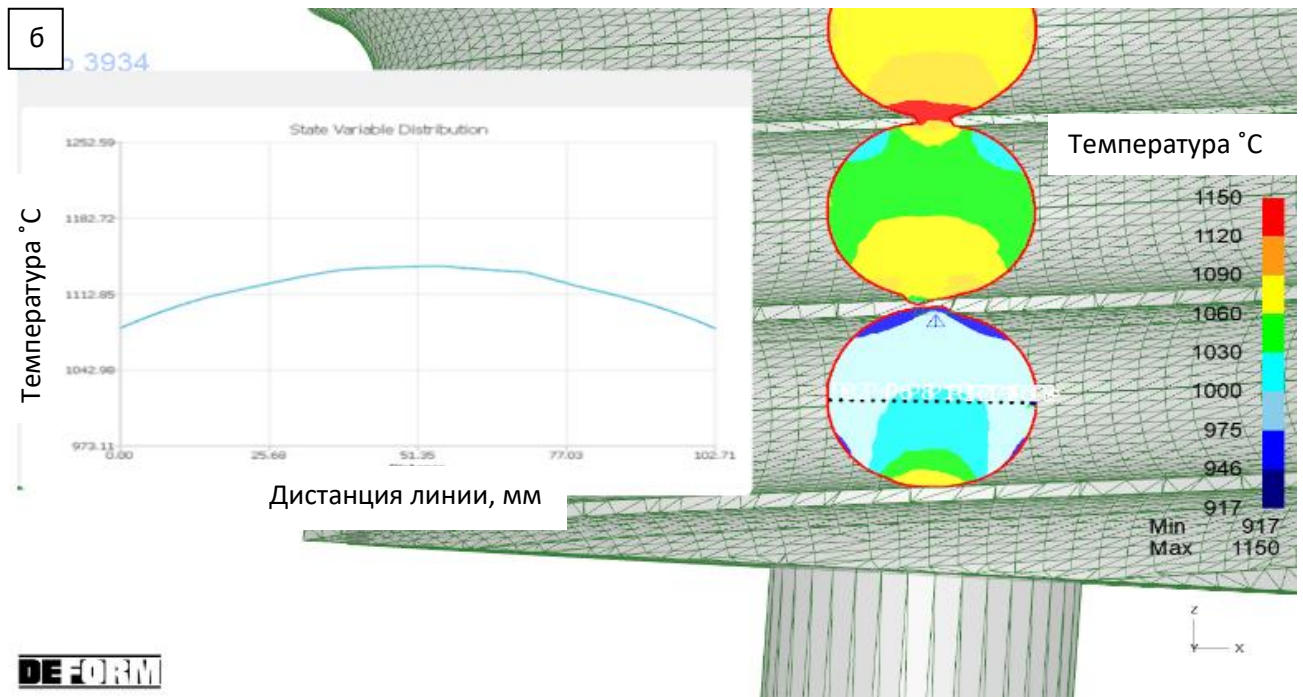 б
3934
State Variable Distribution
Температура ˚C
1252.59
1182.72
1112.85
1042.98
973.11
0.00
25.68
51.35
77.03
102.71
Дистанция линии, мм
Температура ˚C
1150
1120
1090
1060
1030
1000
975
946
917
Min 917
Max 1150
Z
Y X
DEFORM